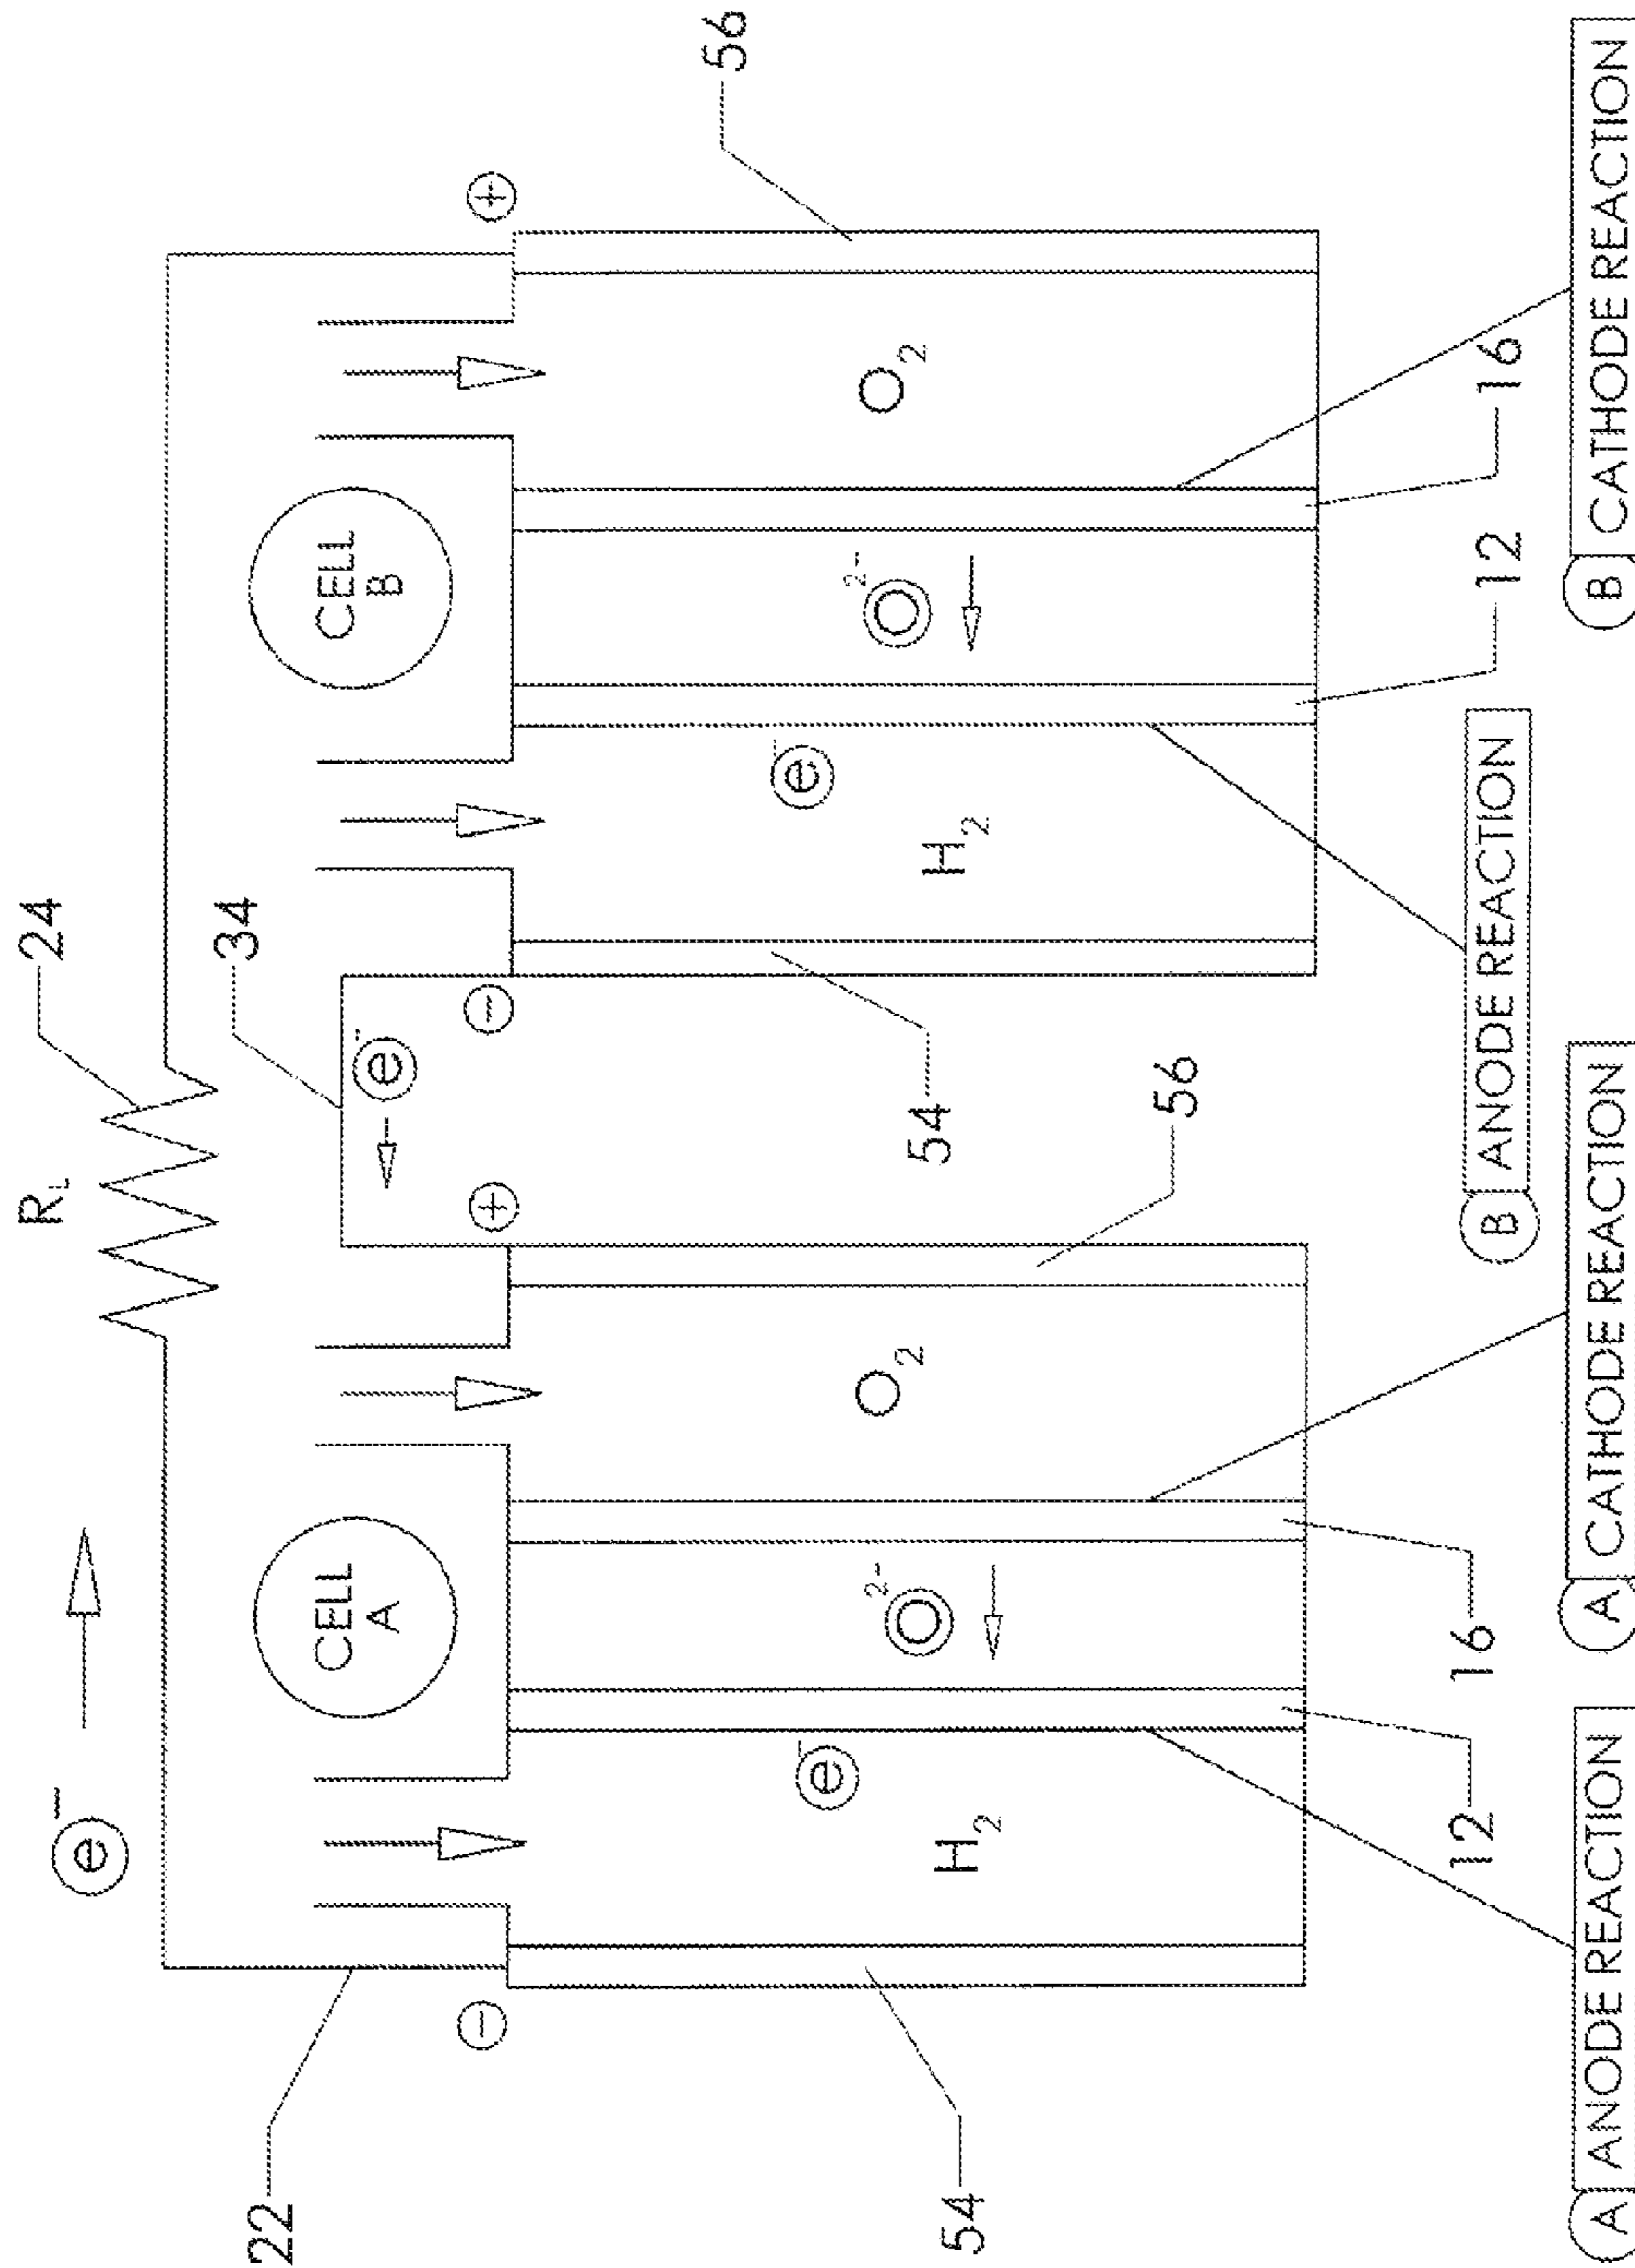 R_L
24
e⁻
34
22
CELL
A
CELL
B
−
+
−
+
e⁻
56
H₂
e⁻
O²⁻
O₂
H₂
e⁻
O²⁻
O₂
54
56
54
12
16
12
16
B ANODE REACTION
A ANODE REACTION
A CATHODE REACTION
B CATHODE REACTION